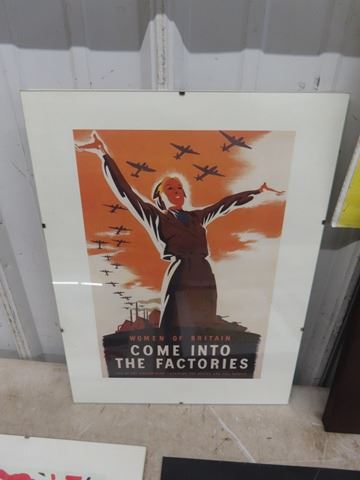 WOMEN OF BRITAIN
COME INTO
THE FACTORIES